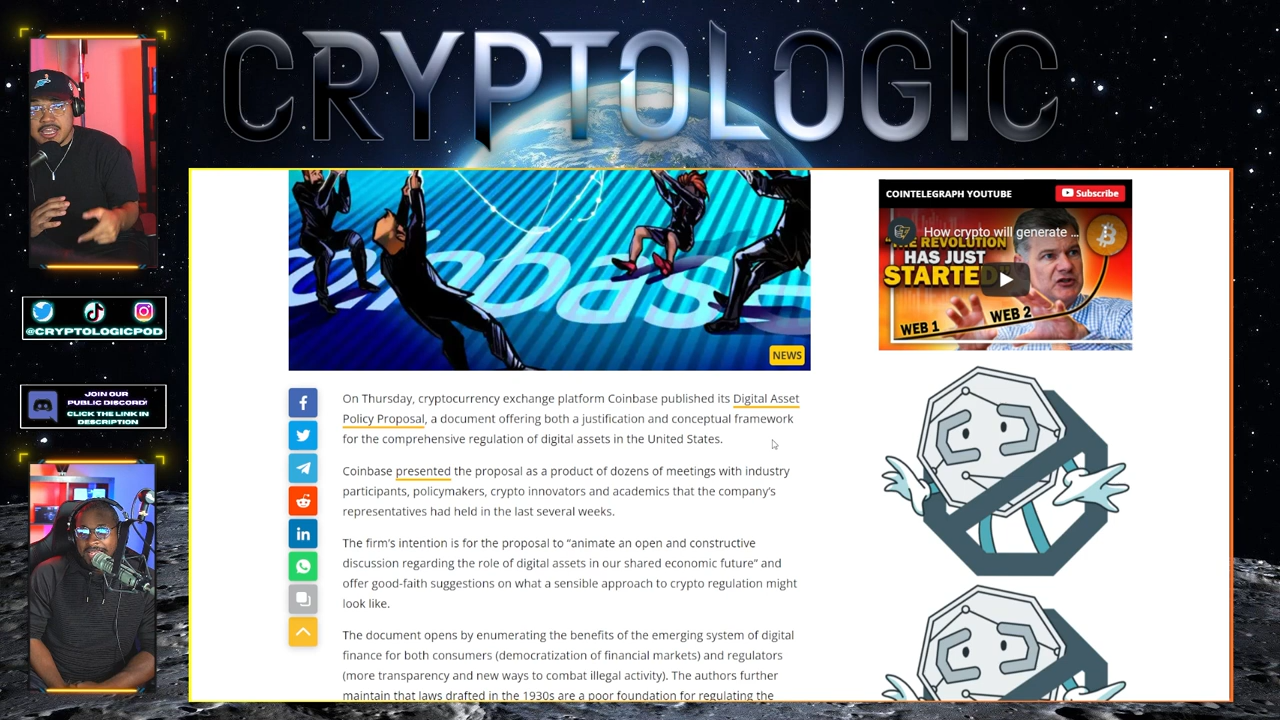 CRYPTOLOGIC
@CRYPTOLOGICPOD
JOIN OUR
PUBLIC DISCORD!
CLICK THE LINK IN
DESCRIPTION
oinbase
NEWS
On Thursday, cryptocurrency exchange platform Coinbase published its Digital Asset
Policy Proposal, a document offering both a justification and conceptual framework
for the comprehensive regulation of digital assets in the United States.
Coinbase presented the proposal as a product of dozens of meetings with industry
participants, policymakers, crypto innovators and academics that the company's
representatives had held in the last several weeks.
The firm's intention is for the proposal to “animate an open and constructive
discussion regarding the role of digital assets in our shared economic future” and
offer good-faith suggestions on what a sensible approach to crypto regulation might
look like.
The document opens by enumerating the benefits of the emerging system of digital
finance for both consumers (democratization of financial markets) and regulators
(more transparency and new ways to combat illegal activity). The authors further
maintain that laws drafted in the 1930s are a poor foundation for regulating the
COINTELEGRAPH YOUTUBE
Subscribe
How crypto will generate ...
"THE REVOLUTION
HAS JUST
STARTED"
WEB 1
WEB 2